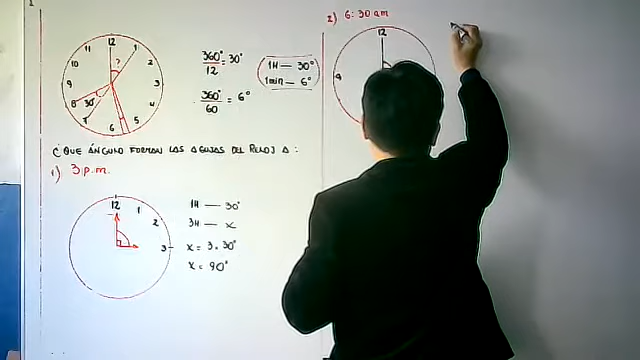 12
11
1
?
10
2
9
3
8
30°
4
7
6
5
360° = 30°
12
360° = 6°
60
1H — 30°
1min — 6°
¿ QUE ÁNGULO FORMAN LAS AGUJAS DEL RELOJ A :
1) 3 p.m.
12
1
2
3
1H — 30°
3H — x
x = 3.30°
x = 90°
2) 6:30 am
12
9